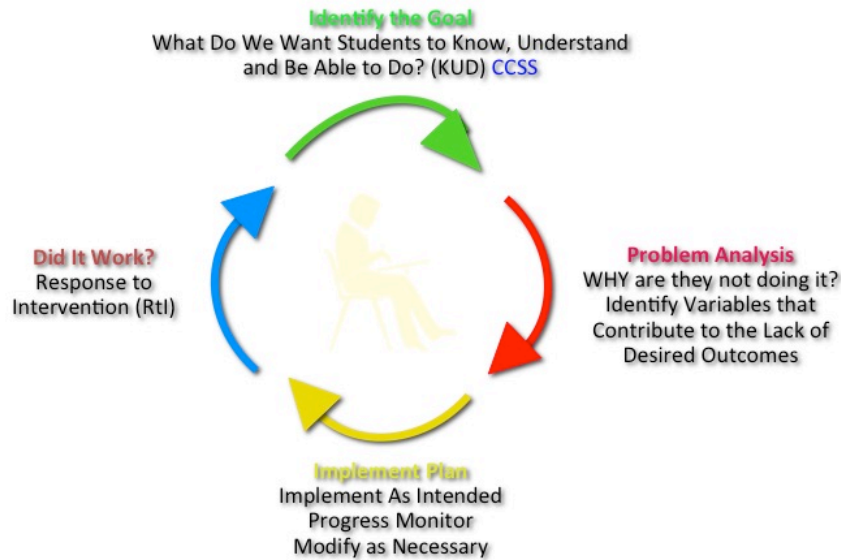 Identify the Goal
What Do We Want Students to Know, Understand
and Be Able to Do? (KUD) CCSS
Problem Analysis
WHY are they not doing it?
Identify Variables that
Contribute to the Lack of
Desired Outcomes
Implement Plan
Implement As Intended
Progress Monitor
Modify as Necessary
Did It Work?
Response to
Intervention (RtI)